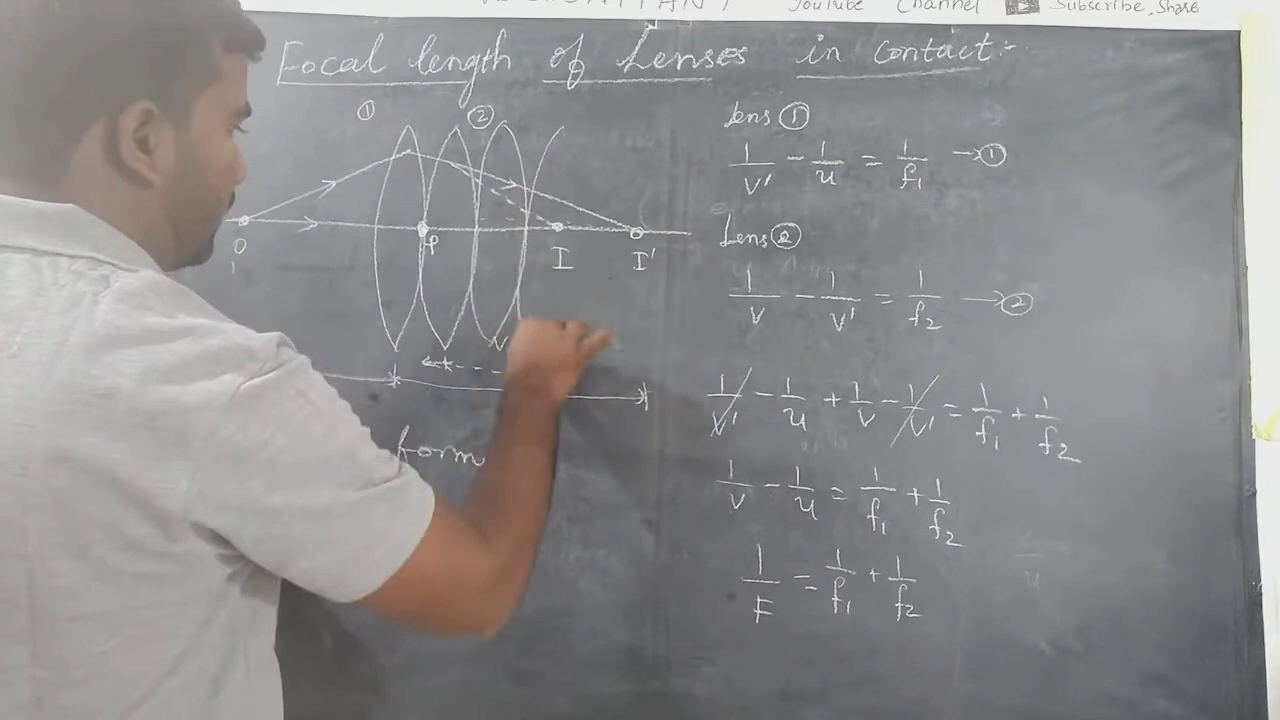 YouTube Channel Subscribe, Share
Focal length of Lenses in Contact:-
① ②
O P I I'
form
lens ①
1/v' - 1/u = 1/f₁ →①
Lens ②
1/v - 1/v' = 1/f₂ →②
1/v' - 1/u + 1/v - 1/v' = 1/f₁ + 1/f₂
1/v - 1/u = 1/f₁ + 1/f₂
1/F = 1/f₁ + 1/f₂